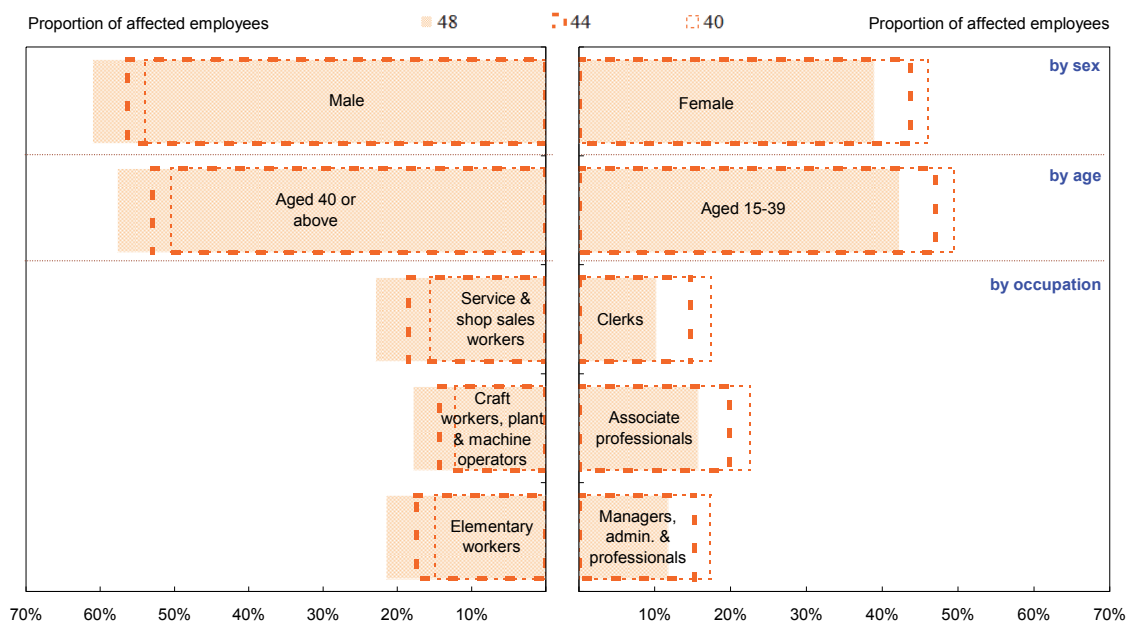 Proportion of affected employees
48
44
40
Proportion of affected employees
by sex
Male
Female
by age
Aged 40 or
above
Aged 15-39
by occupation
Service &
shop sales
workers
Clerks
Craft
workers, plant
& machine
operators
Associate
professionals
Elementary
workers
Managers,
admin. &
professionals
70% 60% 50% 40% 30% 20% 10%
10% 20% 30% 40% 50% 60% 70%